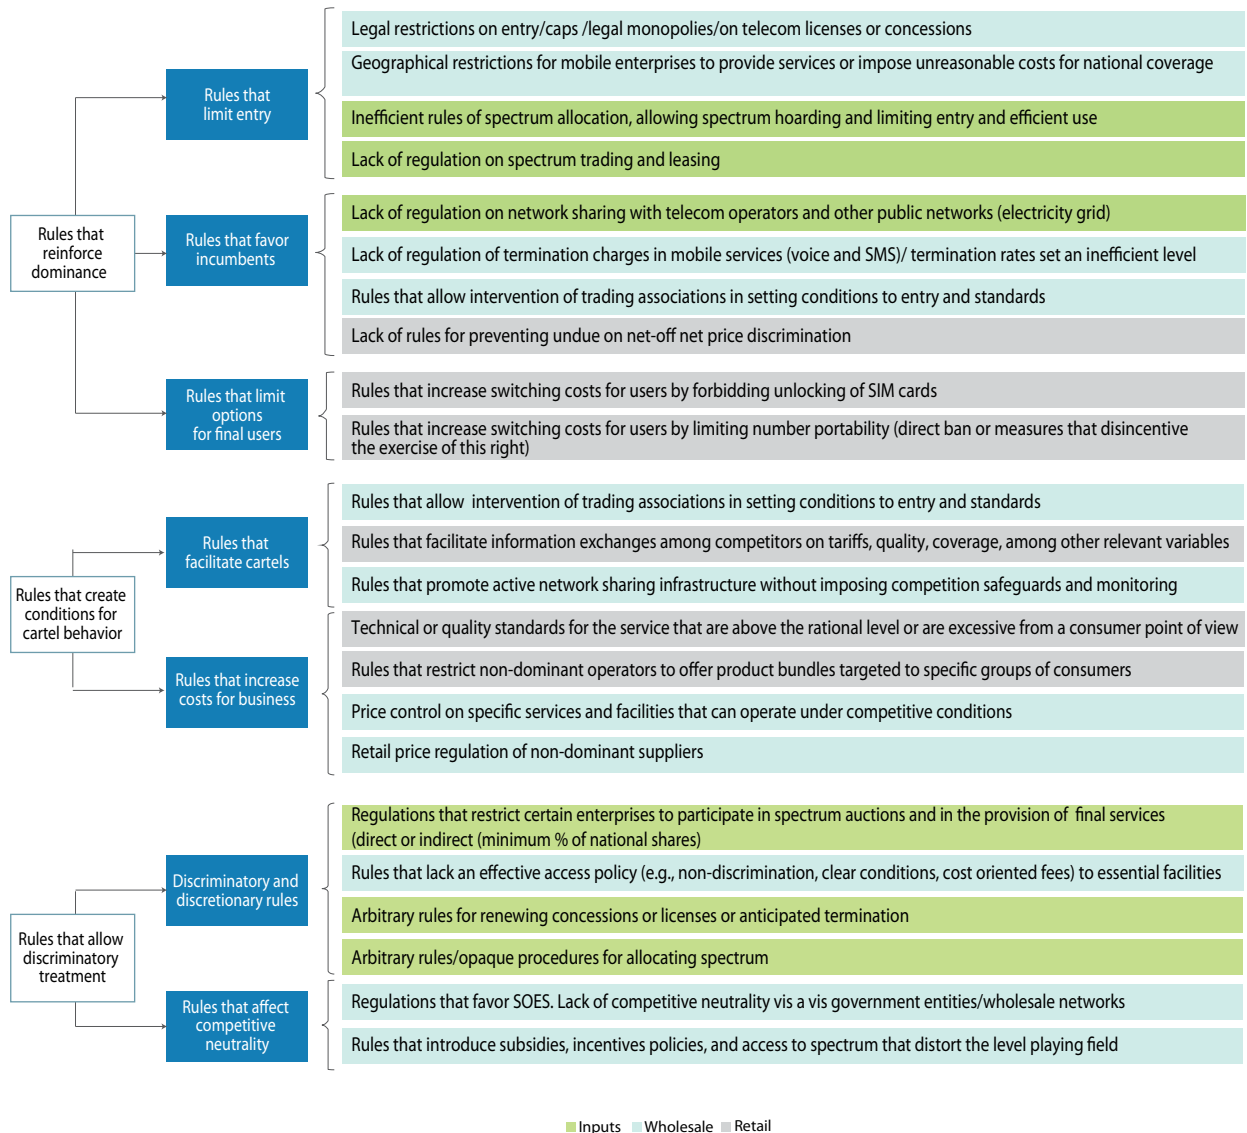 Rules that
reinforce
dominance
Rules that
limit entry
Legal restrictions on entry/caps /legal monopolies/on telecom licenses or concessions
Geographical restrictions for mobile enterprises to provide services or impose unreasonable costs for national coverage
Inefficient rules of spectrum allocation, allowing spectrum hoarding and limiting entry and efficient use
Lack of regulation on spectrum trading and leasing
Rules that favor
incumbents
Lack of regulation on network sharing with telecom operators and other public networks (electricity grid)
Lack of regulation of termination charges in mobile services (voice and SMS)/ termination rates set an inefficient level
Rules that allow intervention of trading associations in setting conditions to entry and standards
Lack of rules for preventing undue on net-off net price discrimination
Rules that limit
options
for final users
Rules that increase switching costs for users by forbidding unlocking of SIM cards
Rules that increase switching costs for users by limiting number portability (direct ban or measures that disincentive
the exercise of this right)
Rules that create
conditions for
cartel behavior
Rules that
facilitate cartels
Rules that allow  intervention of trading associations in setting conditions to entry and standards
Rules that facilitate information exchanges among competitors on tariffs, quality, coverage, among other relevant variables
Rules that promote active network sharing infrastructure without imposing competition safeguards and monitoring
Rules that increase
costs for business
Technical or quality standards for the service that are above the rational level or are excessive from a consumer point of view
Rules that restrict non-dominant operators to offer product bundles targeted to specific groups of consumers
Price control on specific services and facilities that can operate under competitive conditions
Retail price regulation of non-dominant suppliers
Rules that allow
discriminatory
treatment
Discriminatory and
discretionary rules
Regulations that restrict certain enterprises to participate in spectrum auctions and in the provision of  final services
(direct or indirect (minimum % of national shares)
Rules that lack an effective access policy (e.g., non-discrimination, clear conditions, cost oriented fees) to essential facilities
Arbitrary rules for renewing concessions or licenses or anticipated termination
Arbitrary rules/opaque procedures for allocating spectrum
Rules that affect
competitive
neutrality
Regulations that favor SOES. Lack of competitive neutrality vis a vis government entities/wholesale networks
Rules that introduce subsidies, incentives policies, and access to spectrum that distort the level playing field
Inputs Wholesale Retail